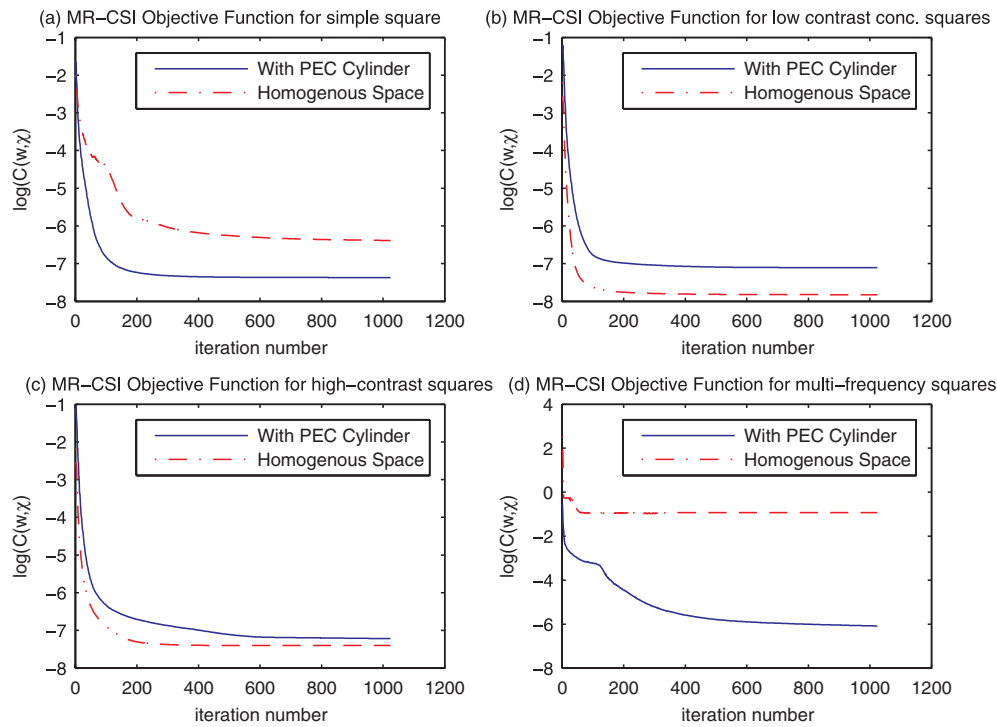 (a) MR−CSI Objective Function for simple square
−1
−2
−3
−4
−5
−6
−7
−8
log(C(w,χ)
With PEC Cylinder
Homogenous Space
0 200 400 600 800 1000 1200
iteration number
(b) MR−CSI Objective Function for low contrast conc. squares
−1
−2
−3
−4
−5
−6
−7
−8
log(C(w,χ)
With PEC Cylinder
Homogenous Space
0 200 400 600 800 1000 1200
iteration number
(c) MR−CSI Objective Function for high−contrast squares
−1
−2
−3
−4
−5
−6
−7
−8
log(C(w,χ)
With PEC Cylinder
Homogenous Space
0 200 400 600 800 1000 1200
iteration number
(d) MR−CSI Objective Function for multi−frequency squares
4
2
0
−2
−4
−6
−8
log(C(w,χ)
With PEC Cylinder
Homogenous Space
0 200 400 600 800 1000 1200
iteration number